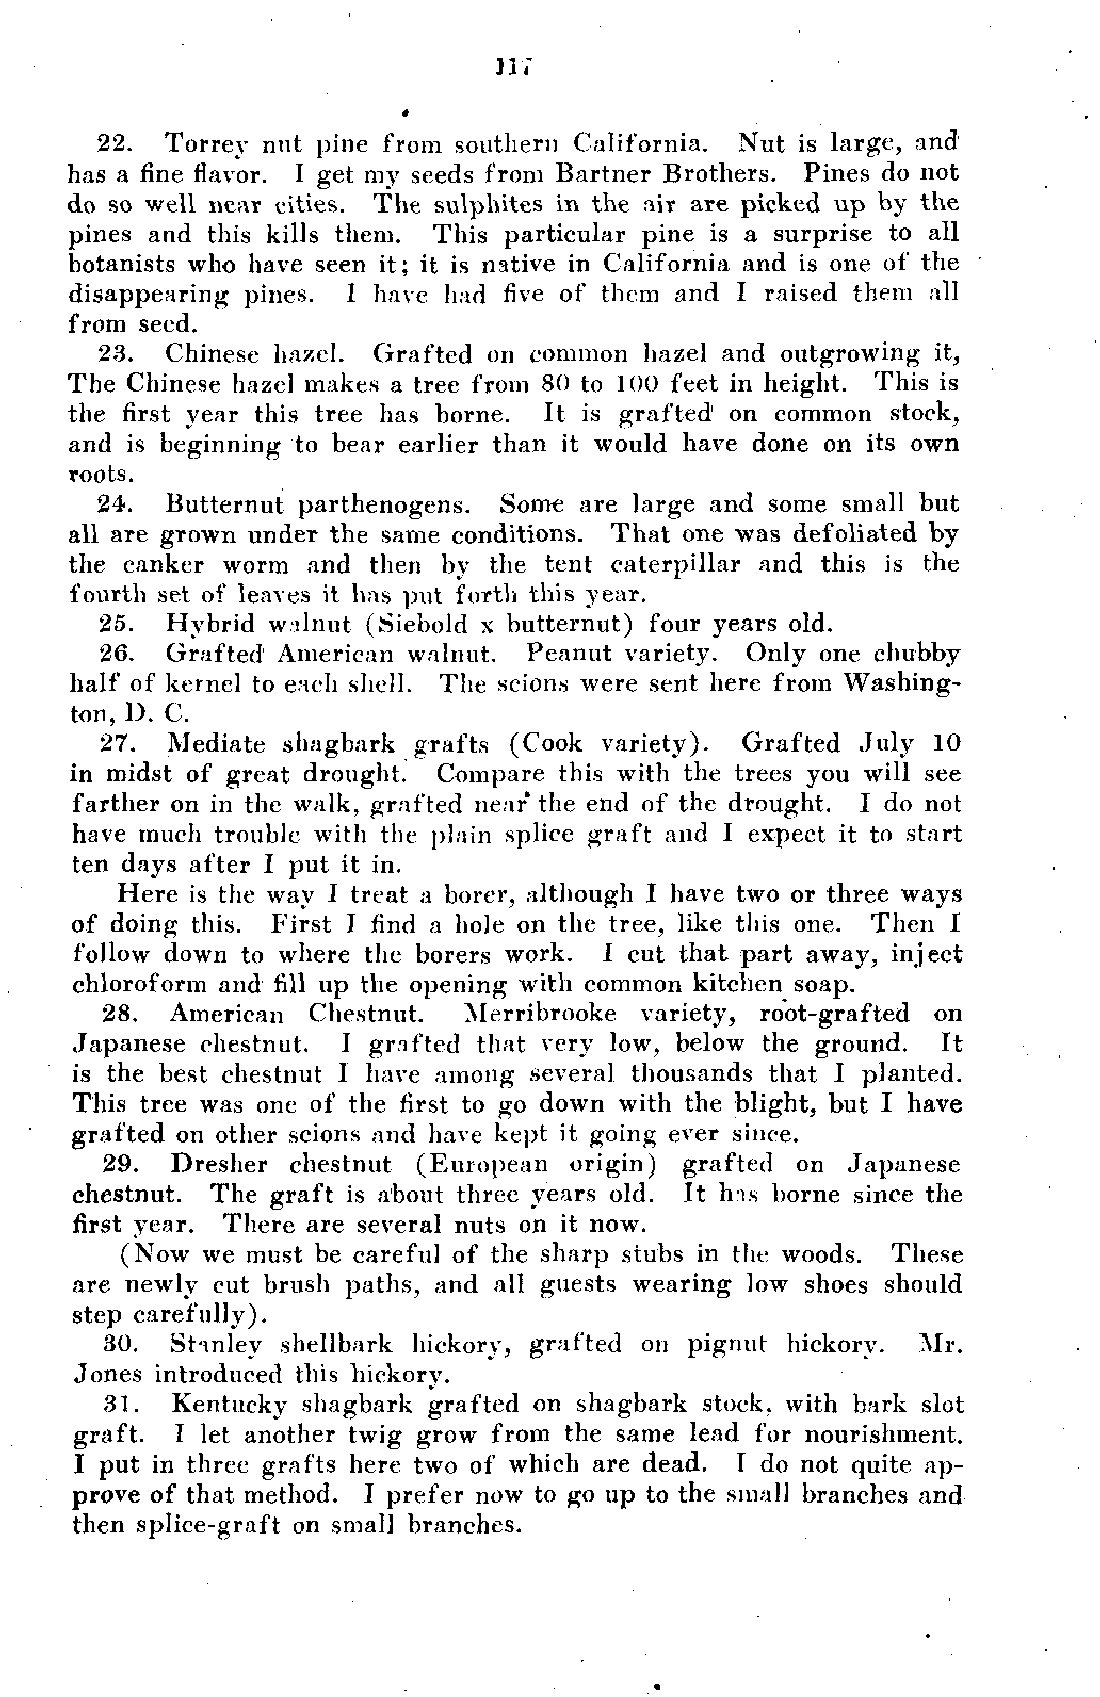 117
22. Torrey nut pine from southern California. Nut is large, and
has a fine flavor. I get my seeds from Bartner Brothers. Pines do not
do so well near cities. The sulphites in the air are picked up by the
pines and this kills them. This particular pine is a surprise to all
botanists who have seen it; it is native in California and is one of the
disappearing pines. I have had five of them and I raised them all
from seed.
23. Chinese hazel. Grafted on common hazel and outgrowing it,
The Chinese hazel makes a tree from 80 to 100 feet in height. This is
the first year this tree has borne. It is grafted on common stock,
and is beginning to bear earlier than it would have done on its own
roots.
24. Butternut parthenogens. Some are large and some small but
all are grown under the same conditions. That one was defoliated by
the canker worm and then by the tent caterpillar and this is the
fourth set of leaves it has put forth this year.
25. Hybrid walnut (Siebold x butternut) four years old.
26. Grafted American walnut. Peanut variety. Only one chubby
half of kernel to each shell. The scions were sent here from Washing-
ton, D. C.
27. Mediate shagbark grafts (Cook variety). Grafted July 10
in midst of great drought. Compare this with the trees you will see
farther on in the walk, grafted near the end of the drought. I do not
have much trouble with the plain splice graft and I expect it to start
ten days after I put it in.
Here is the way I treat a borer, although I have two or three ways
of doing this. First I find a hole on the tree, like this one. Then I
follow down to where the borers work. I cut that part away, inject
chloroform and fill up the opening with common kitchen soap.
28. American Chestnut. Merribrooke variety, root-grafted on
Japanese chestnut. I grafted that very low, below the ground. It
is the best chestnut I have among several thousands that I planted.
This tree was one of the first to go down with the blight, but I have
grafted on other scions and have kept it going ever since.
29. Dresher chestnut (European origin) grafted on Japanese
chestnut. The graft is about three years old. It has borne since the
first year. There are several nuts on it now.
(Now we must be careful of the sharp stubs in the woods. These
are newly cut brush paths, and all guests wearing low shoes should
step carefully).
30. Stanley shellbark hickory, grafted on pignut hickory. Mr.
Jones introduced this hickory.
31. Kentucky shagbark grafted on shagbark stock, with bark slot
graft. I let another twig grow from the same lead for nourishment.
I put in three grafts here two of which are dead. I do not quite ap-
prove of that method. I prefer now to go up to the small branches and
then splice-graft on small branches.